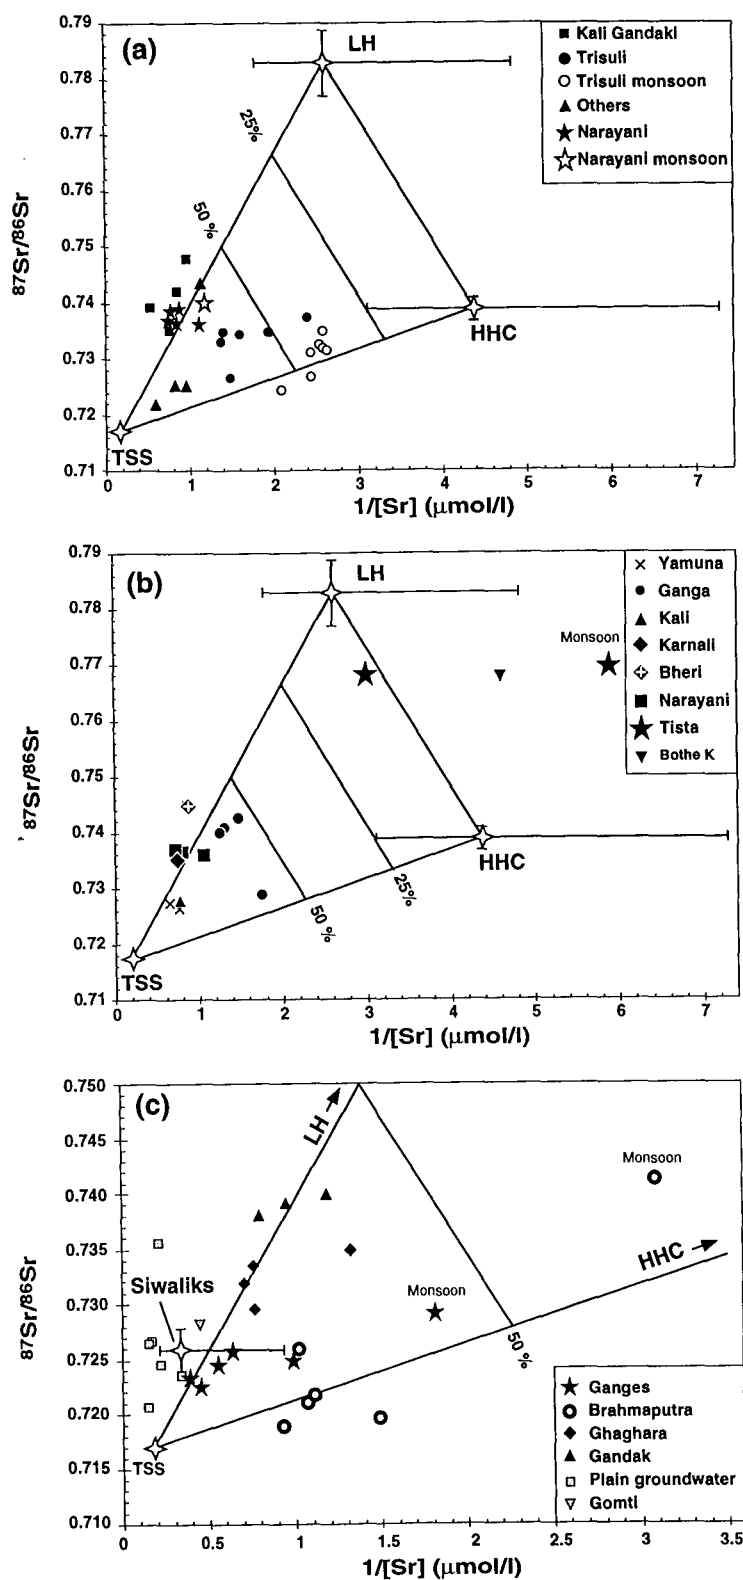 0.79
(a)
LH
Kali Gandaki
0.78
Trisuli
Trisuli monsoon
25%
Others
0.77
Narayani
Narayani monsoon
0.76
50 %
87Sr/86Sr
0.75
0.74
HHC
0.73
0.72
TSS
0.71
0 1 2 3 4 5 6 7
1/[Sr] (μmol/l)
0.79
(b)
LH
Yamuna
0.78
Ganga
Kali
Monsoon
Karnali
0.77
Bheri
Narayani
0.76
Tista
Bothe K
87Sr/86Sr
0.75
0.74
HHC
0.73
25%
50 %
0.72
TSS
0.71
0 1 2 3 4 5 6 7
1/[Sr] (μmol/l)
0.750
(c)
LH
0.745
Monsoon
0.740
0.735
HHC
Siwaliks
Monsoon
0.730
87Sr/86Sr
50 %
0.725
Ganges
0.720
Brahmaputra
Ghaghara
TSS
Gandak
0.715
Plain groundwater
Gomti
0.710
0 0.5 1 1.5 2 2.5 3 3.5
1/[Sr] (μmol/l)